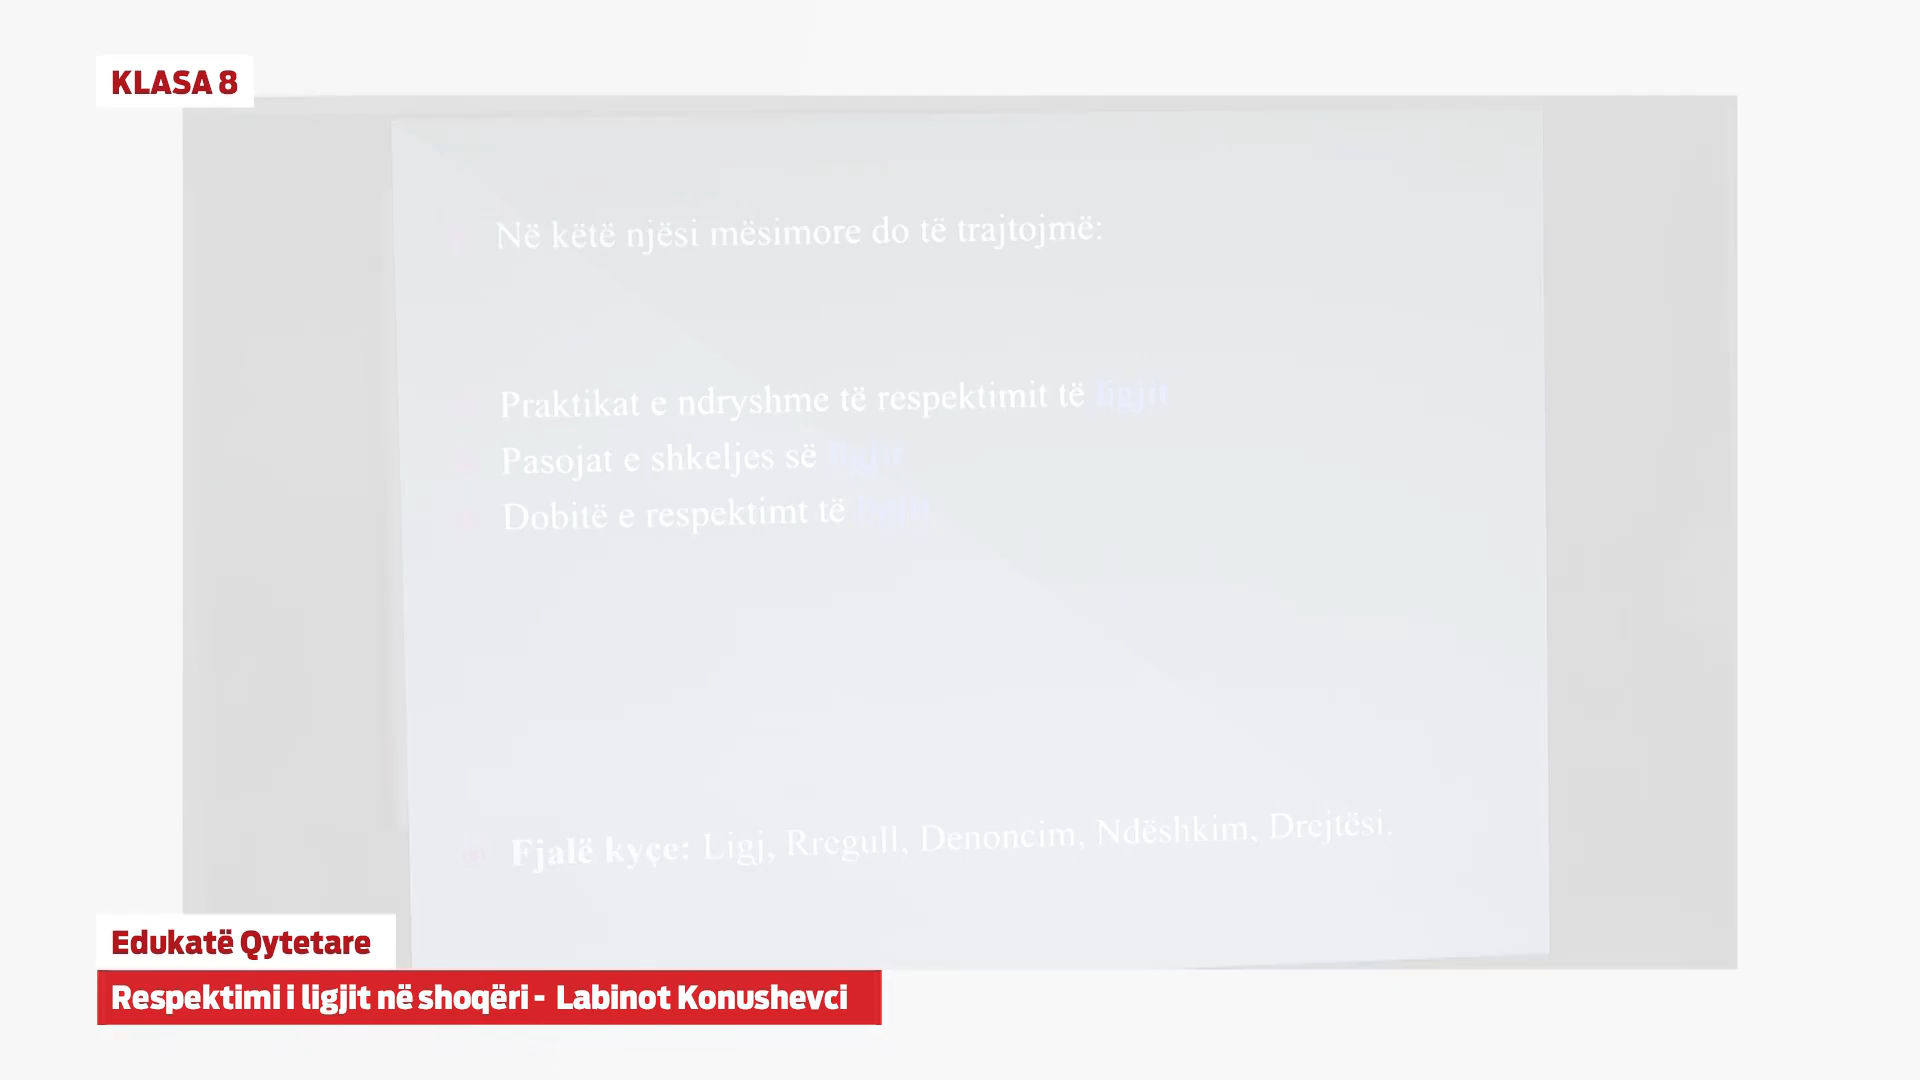 KLASA 8
Në këtë njësi mësimore do të trajtojmë:
Praktikat e ndryshme të respektimit të ligjit
Pasojat e shkeljes së ligjit
Dobitë e respektimt të ligjit
Fjalë kyçe: Ligj, Rregull, Denoncim, Ndëshkim, Drejtësi.
Edukatë Qytetare
Respektimi i ligjit në shoqëri - Labinot Konushevci